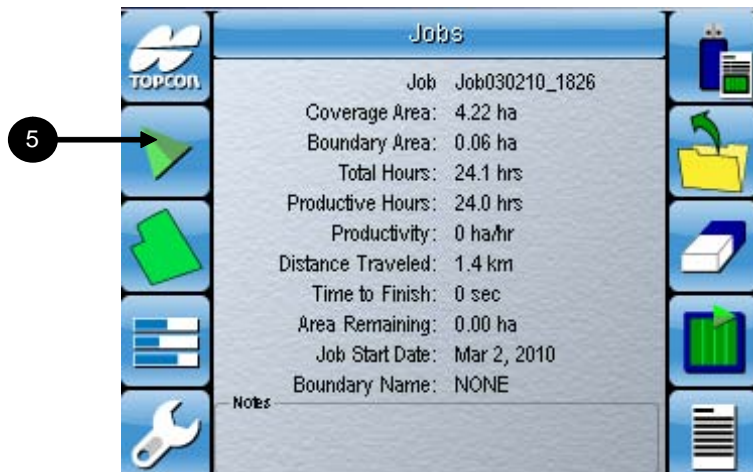 Jobs
TOPCON
5
Job Job030210_1826
Coverage Area: 4.22 ha
Boundary Area: 0.06 ha
Total Hours: 24.1 hrs
Productive Hours: 24.0 hrs
Productivity: 0 ha/hr
Distance Traveled: 1.4 km
Time to Finish: 0 sec
Area Remaining: 0.00 ha
Job Start Date: Mar 2, 2010
Boundary Name: NONE
Notes